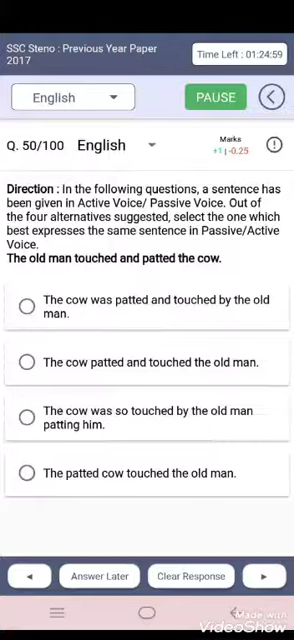 SSC Steno : Previous Year Paper
2017
Time Left : 01:24:59
English
PAUSE
Q. 50/100 English
Marks
+1 | -0.25
Direction : In the following questions, a sentence has
been given in Active Voice/ Passive Voice. Out of
the four alternatives suggested, select the one which
best expresses the same sentence in Passive/Active
Voice.
The old man touched and patted the cow.
The cow was patted and touched by the old
man.
The cow patted and touched the old man.
The cow was so touched by the old man
patting him.
The patted cow touched the old man.
Answer Later
Clear Response
Made with
VideoShow